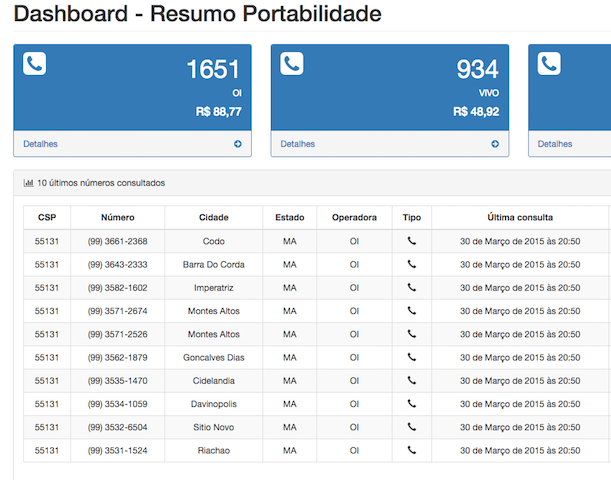 Dashboard - Resumo Portabilidade
1651
OI
R$ 88,77
Detalhes
934
VIVO
R$ 48,92
Detalhes
Detalhes
10 últimos números consultados
CSP Número Cidade Estado Operadora Tipo Última consulta
55131 (99) 3661-2368 Codo MA OI 30 de Março de 2015 às 20:50
55131 (99) 3643-2333 Barra Do Corda MA OI 30 de Março de 2015 às 20:50
55131 (99) 3582-1602 Imperatriz MA OI 30 de Março de 2015 às 20:50
55131 (99) 3571-2674 Montes Altos MA OI 30 de Março de 2015 às 20:50
55131 (99) 3571-2526 Montes Altos MA OI 30 de Março de 2015 às 20:50
55131 (99) 3562-1879 Goncalves Dias MA OI 30 de Março de 2015 às 20:50
55131 (99) 3535-1470 Cidelandia MA OI 30 de Março de 2015 às 20:50
55131 (99) 3534-1059 Davinopolis MA OI 30 de Março de 2015 às 20:50
55131 (99) 3532-6504 Sitio Novo MA OI 30 de Março de 2015 às 20:50
55131 (99) 3531-1524 Riachao MA OI 30 de Março de 2015 às 20:50